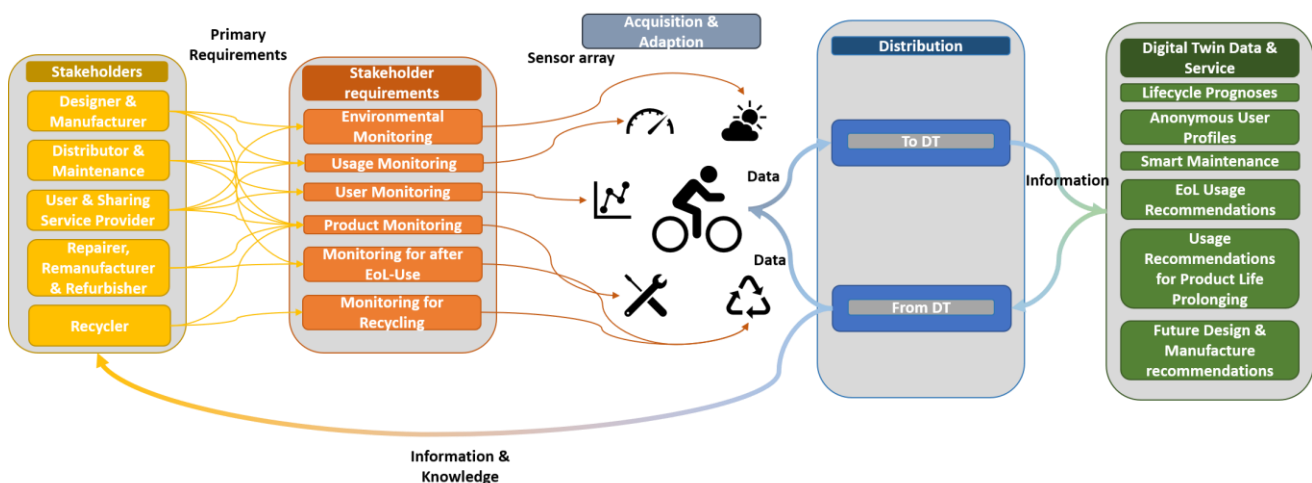 Stakeholders
Designer &
Manufacturer
Distributor &
Maintenance
User & Sharing
Service Provider
Repairer,
Remanufacturer
& Refurbisher
Recycler
Primary
Requirements
Stakeholder
requirements
Environmental
Monitoring
Usage Monitoring
User Monitoring
Product Monitoring
Monitoring for after
EoL-Use
Monitoring for
Recycling
Acquisition &
Adaption
Sensor array
Data
Data
Distribution
To DT
From DT
Information
Digital Twin Data &
Service
Lifecycle Prognoses
Anonymous User
Profiles
Smart Maintenance
EoL Usage
Recommendations
Usage
Recommendations
for Product Life
Prolonging
Future Design &
Manufacture
recommendations
Information &
Knowledge